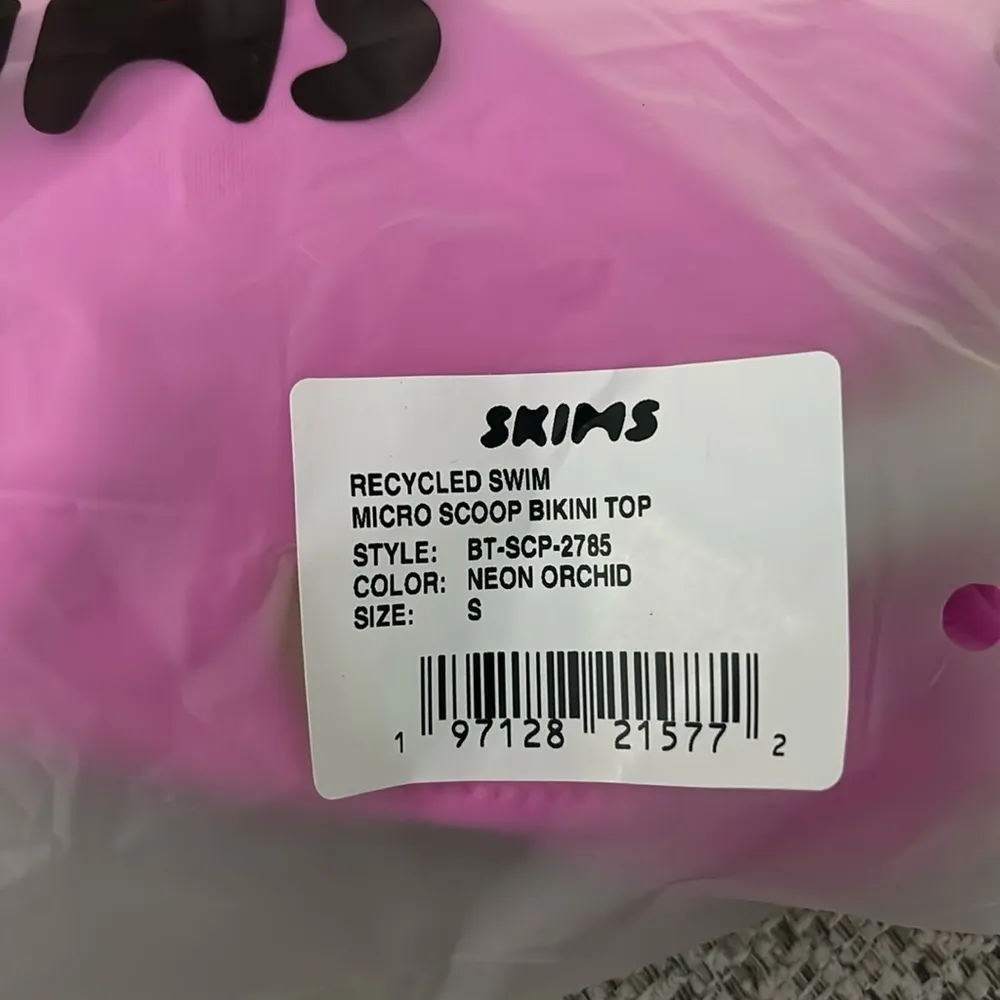 SKIMS
RECYCLED SWIM
MICRO SCOOP BIKINI TOP
STYLE: BT-SCP-2785
COLOR: NEON ORCHID
SIZE: S
1 97128 21577 2